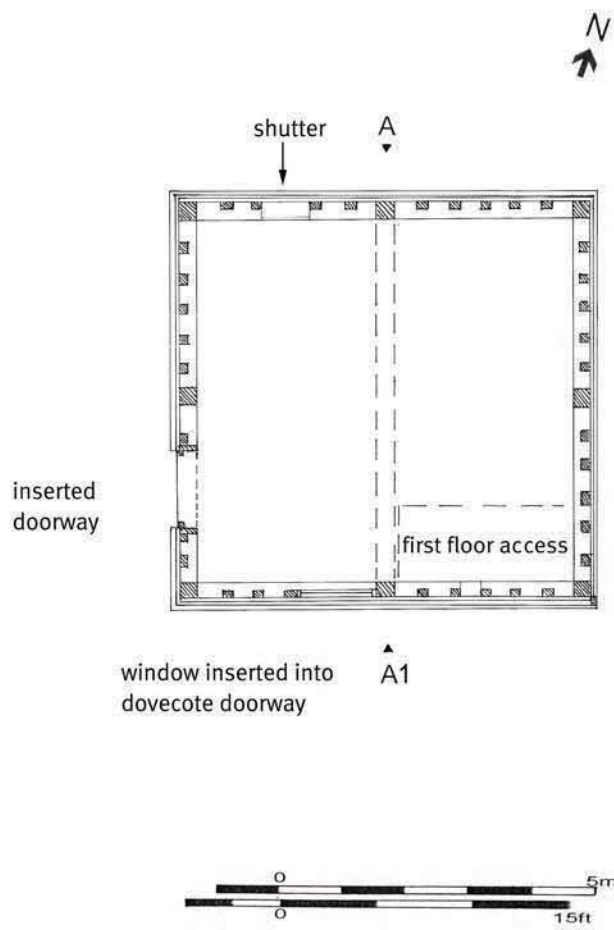 N
shutter
A
inserted
doorway
first floor access
window inserted into
dovecote doorway
A1
0
5m
0
15ft